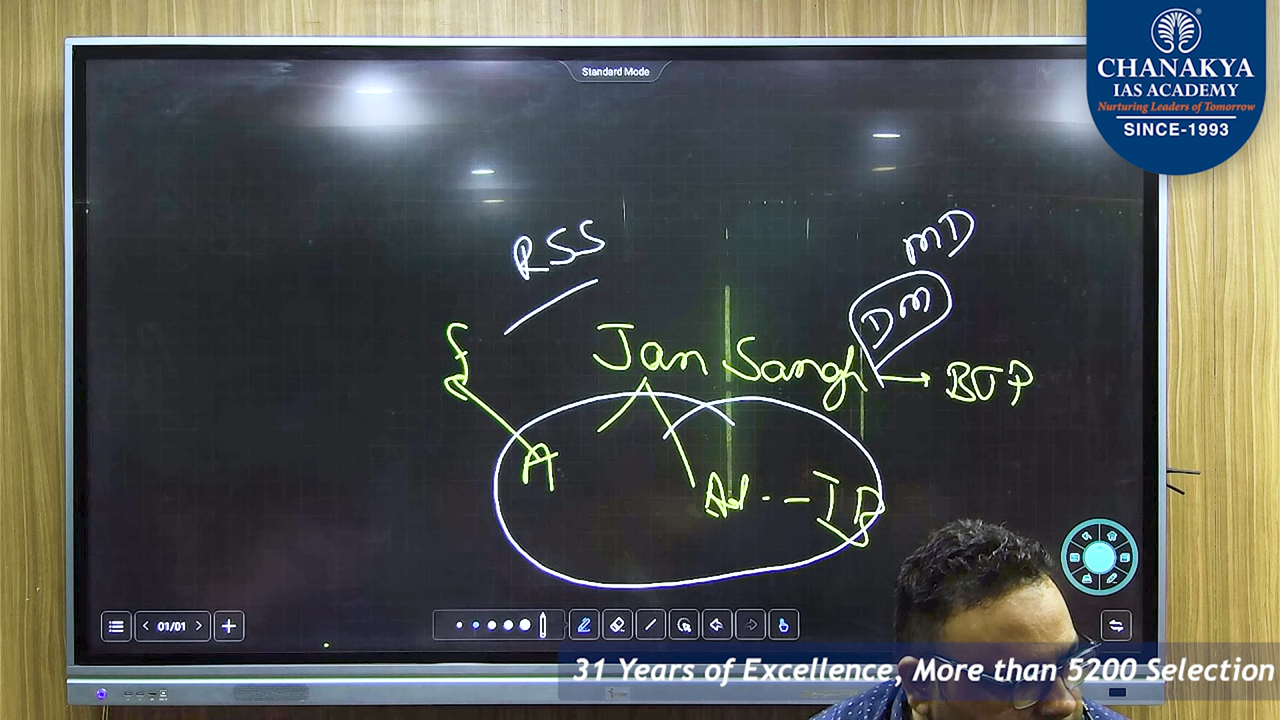 Standard Mode
CHANAKYA
IAS ACADEMY
Nurturing Leaders of Tomorrow
SINCE-1993
RSS
MD
DM
Jan Sangh → BJP
A
01/01
31 Years of Excellence, More than 5200 Selection